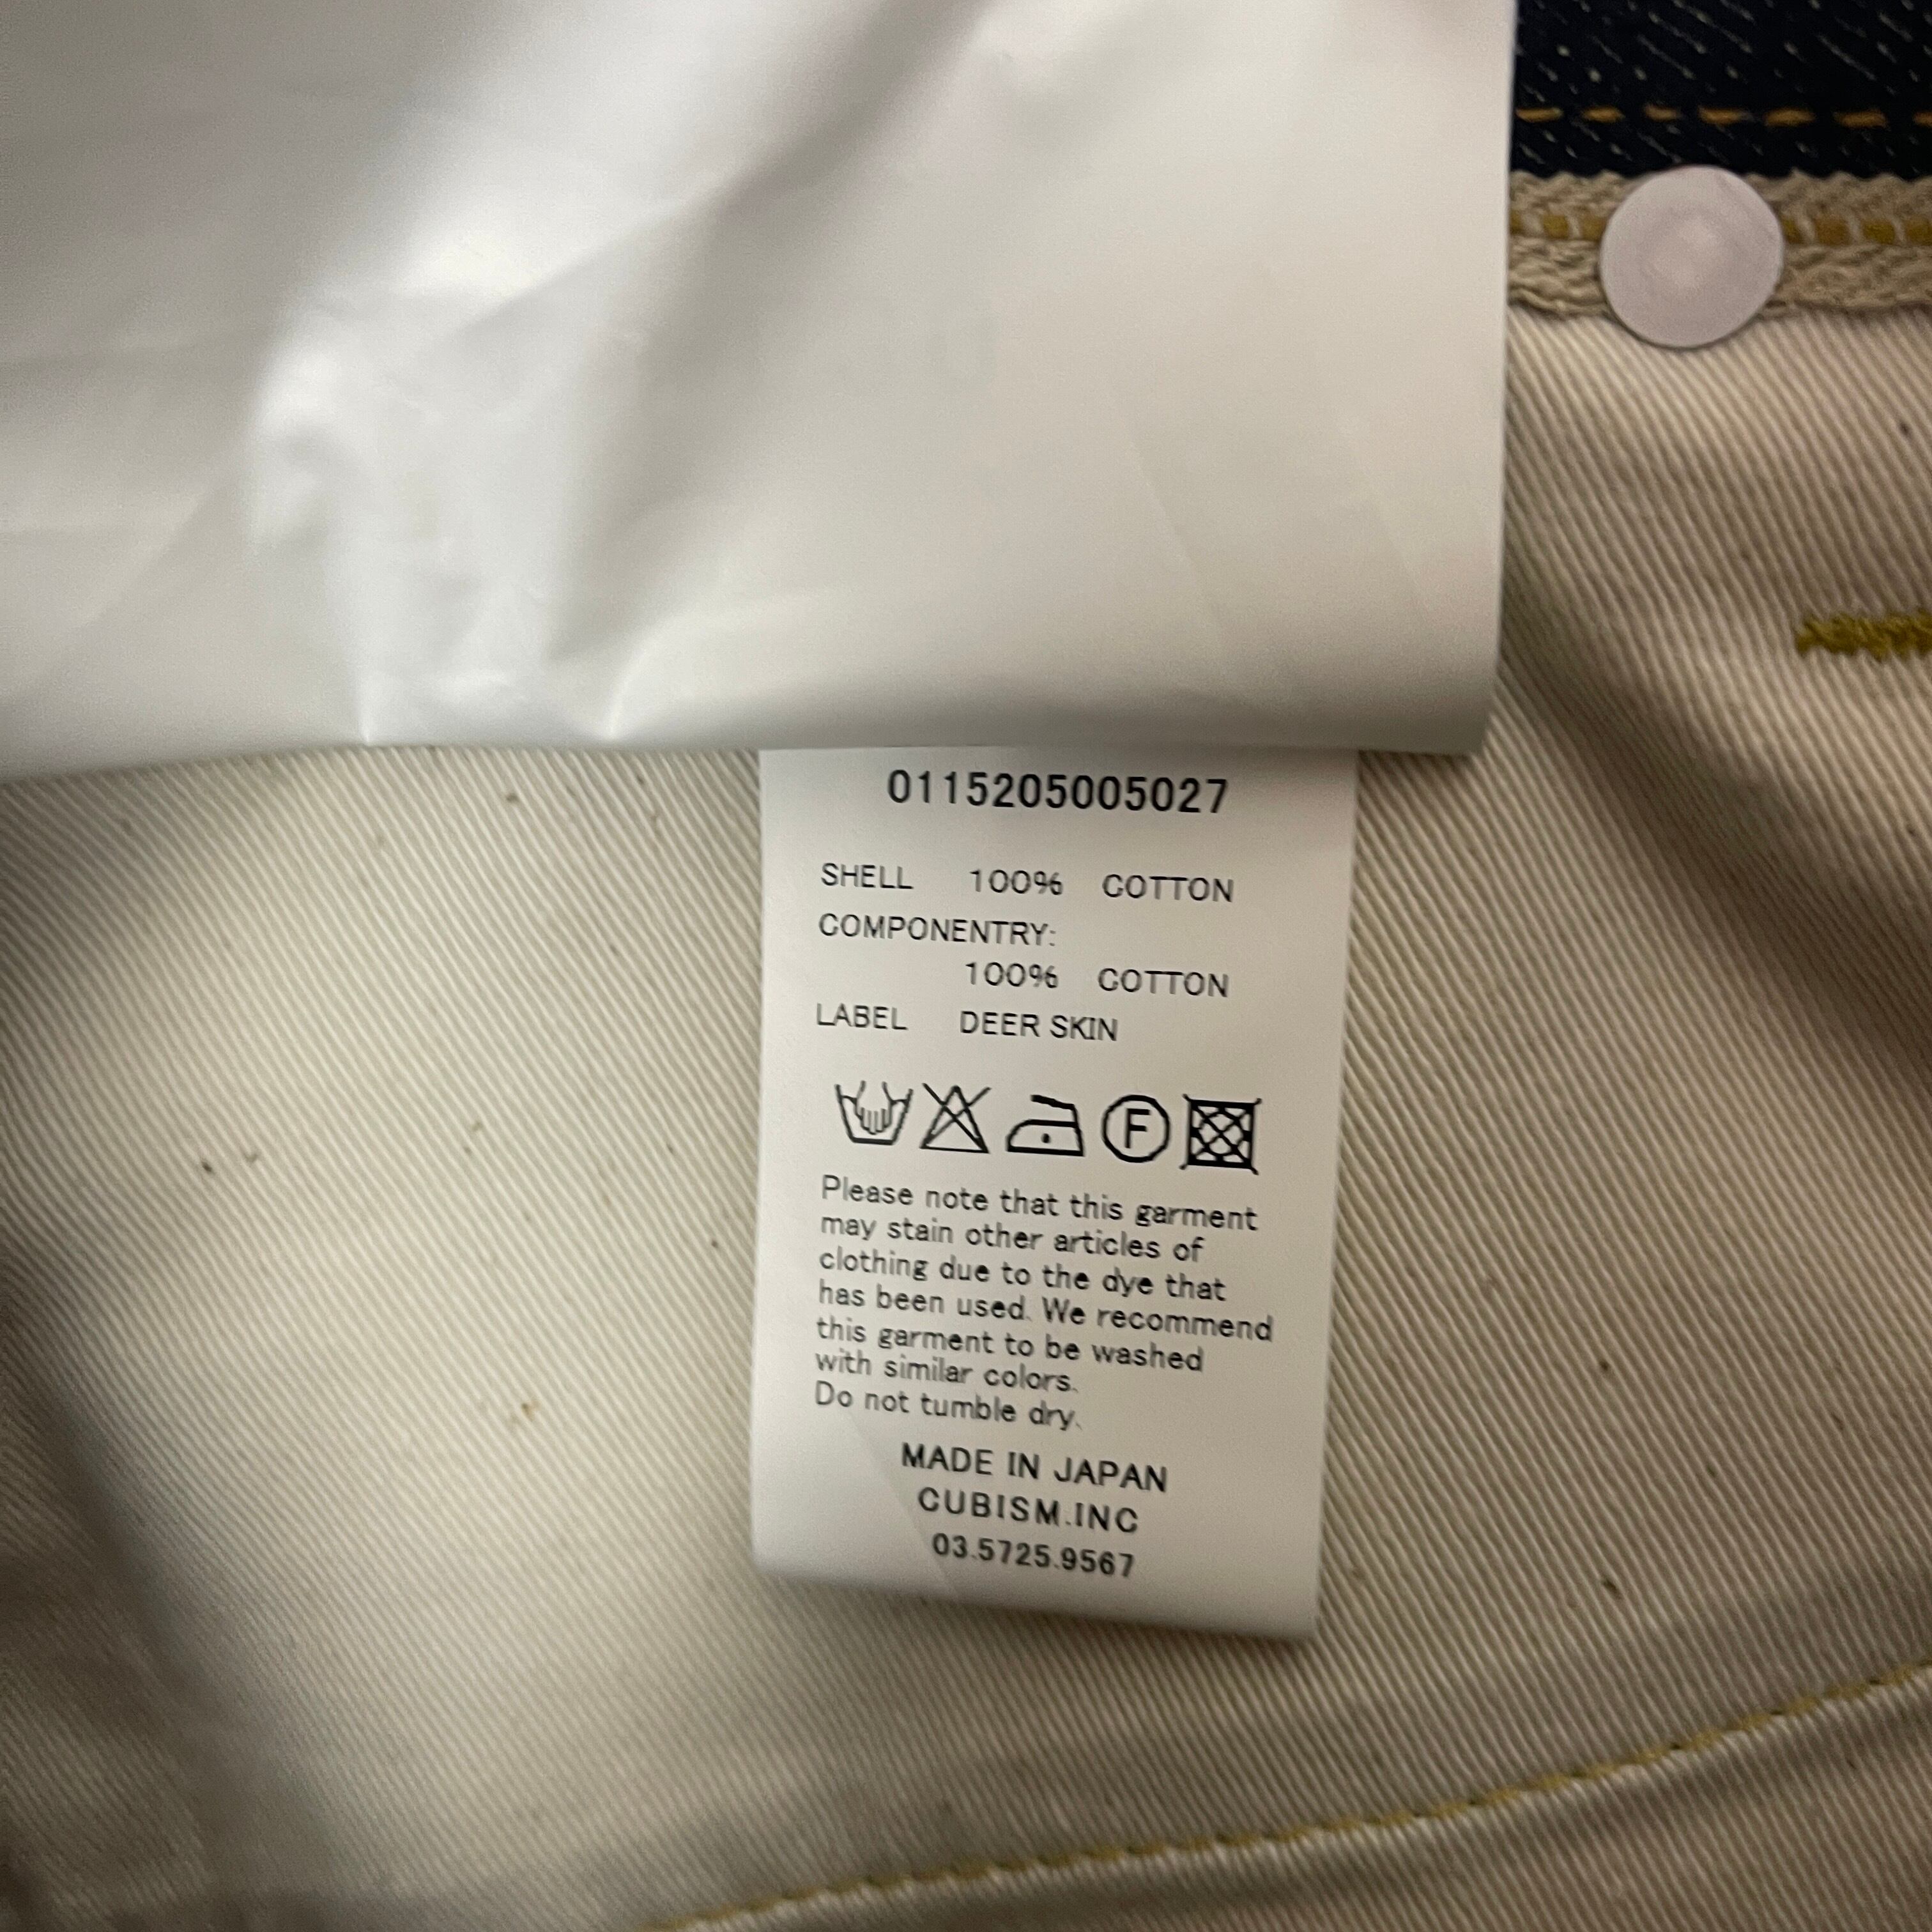 0115205005027
SHELL 100% COTTON
COMPONENTRY:
100% COTTON
LABEL DEER SKIN
F
Please note that this garment
may stain other articles of
clothing due to the dye that
has been used. We recommend
this garment to be washed
with similar colors.
Do not tumble dry.
MADE IN JAPAN
CUBISM.INC
03.5725.9567